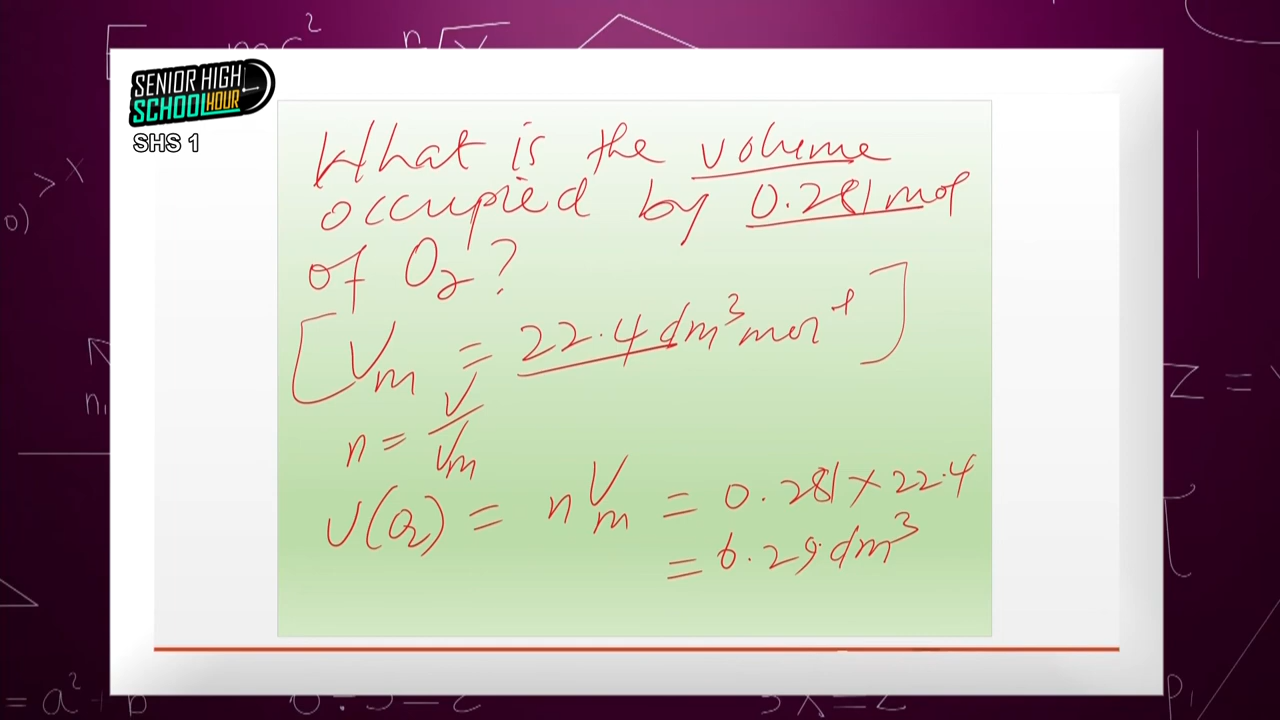 SENIOR HIGH
SCHOOL HOUR
SHS 1
What is the volume
occupied by 0.281 mol
of O₂?
[Vm = 22.4 dm³ mol⁻¹]
n = V/Vm
V(O₂) = nVm = 0.281 × 22.4
= 6.29 dm³
= a² + b